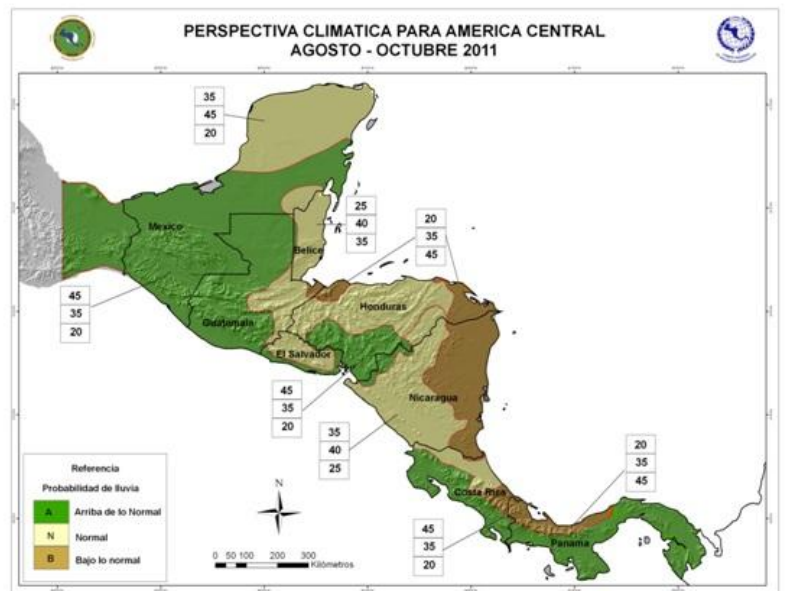 PERSPECTIVA CLIMATICA PARA AMERICA CENTRAL
AGOSTO - OCTUBRE 2011
35
45
20
25
40
35
20
35
45
Mexico
Belice
45
35
20
Honduras
Guatemala
El Salvador
Nicaragua
45
35
20
35
40
25
20
35
45
Costa Rica
Panama
45
35
20
Referencia
Probabilidad de lluvia
A Arriba de lo Normal
N Normal
B Bajo lo normal
N
0 50 100 200 300
Kilómetros